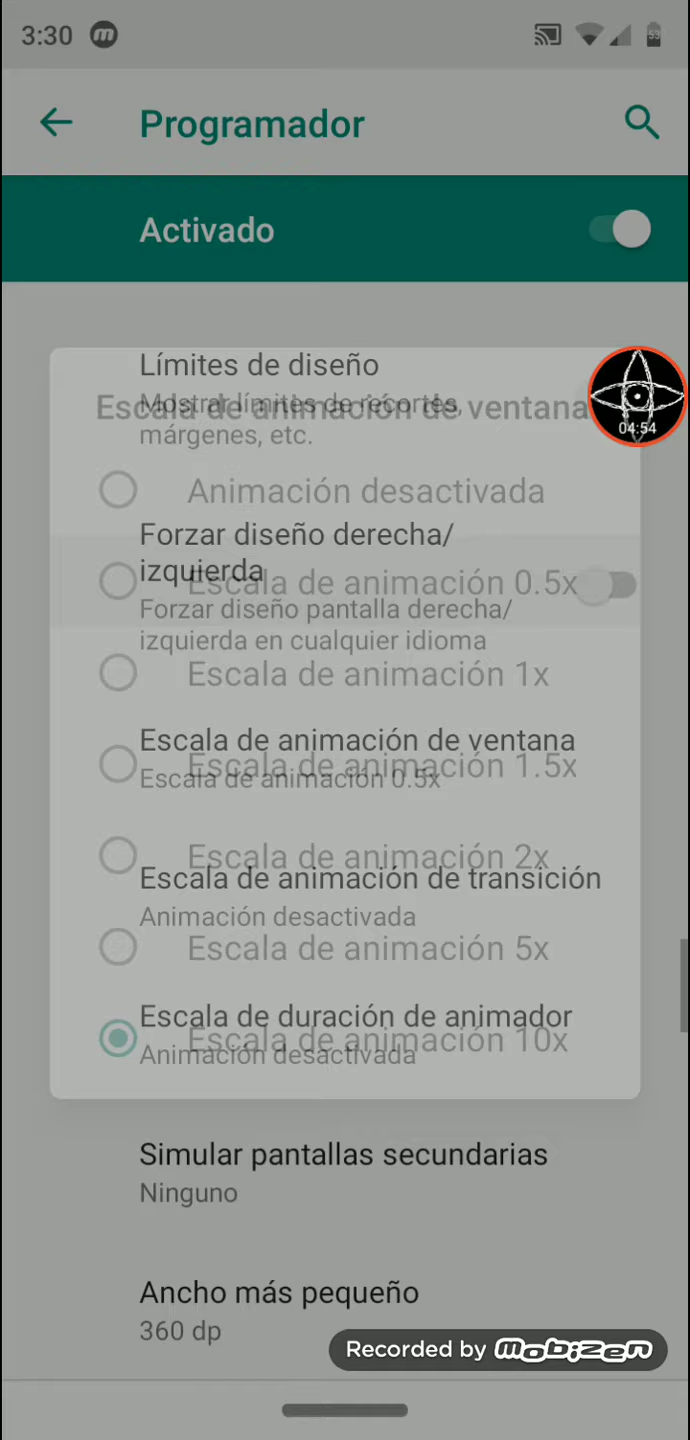 3:30
53
Programador
Activado
Límites de diseño
Mostrar límites de recortes,
márgenes, etc.
Escala de animación de ventana
04:54
Animación desactivada
Forzar diseño derecha/
izquierda
Escala de animación 0.5x
Forzar diseño pantalla derecha/
izquierda en cualquier idioma
Escala de animación 1x
Escala de animación de ventana
Escala de animación 0.5x
Escala de animación 1.5x
Escala de animación 2x
Escala de animación de transición
Animación desactivada
Escala de animación 5x
Escala de duración de animador
Animación desactivada
Escala de animación 10x
Simular pantallas secundarias
Ninguno
Ancho más pequeño
360 dp
Recorded by mobizen